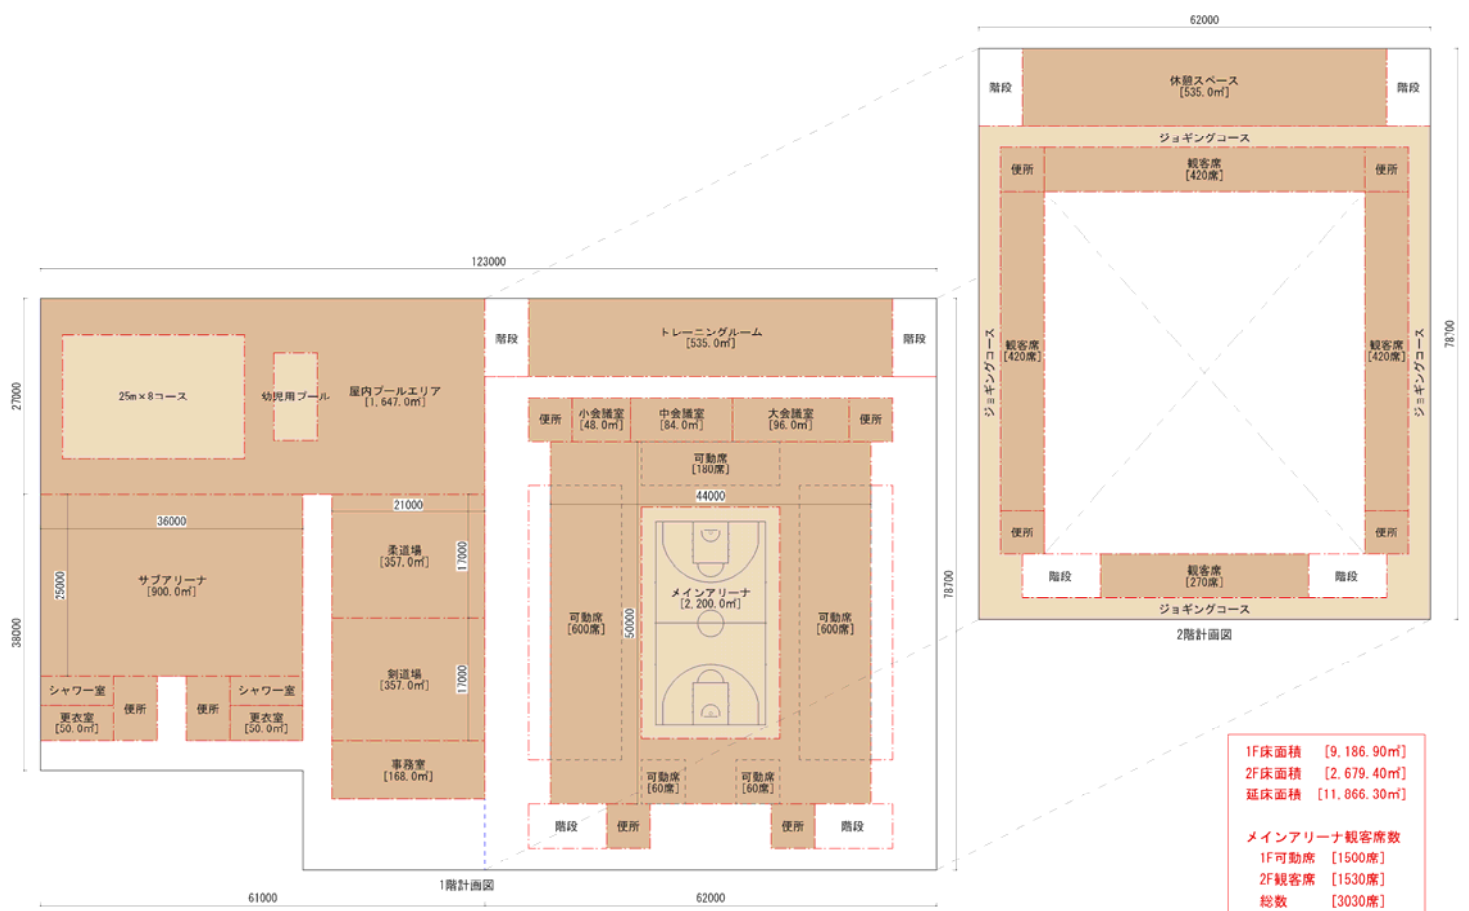 62000
階段
休憩スペース
[535.0㎡]
階段
ジョギングコース
便所
観客席
[420席]
便所
ジョギングコース
観客席
[420席]
観客席
[420席]
ジョギングコース
78700
便所
便所
階段
観客席
[270席]
階段
ジョギングコース
2階計画図
123000
27000
38000
25m×8コース
幼児用プール
屋内プールエリア
[1,647.0㎡]
階段
トレーニングルーム
[535.0㎡]
階段
便所
小会議室
[48.0㎡]
中会議室
[84.0㎡]
大会議室
[96.0㎡]
便所
可動席
[180席]
44000
36000
25000
サブアリーナ
[900.0㎡]
21000
柔道場
[357.0㎡]
17000
剣道場
[357.0㎡]
17000
可動席
[600席]
50000
メインアリーナ
[2,200.0㎡]
可動席
[600席]
78700
シャワー室
更衣室
[50.0㎡]
便所
便所
シャワー室
更衣室
[50.0㎡]
事務室
[168.0㎡]
可動席
[60席]
可動席
[60席]
階段
便所
便所
階段
1階計画図
61000
62000
1F床面積 [9,186.90㎡]
2F床面積 [2,679.40㎡]
延床面積 [11,866.30㎡]
メインアリーナ観客席数
1F可動席 [1500席]
2F観客席 [1530席]
総数 [3030席]